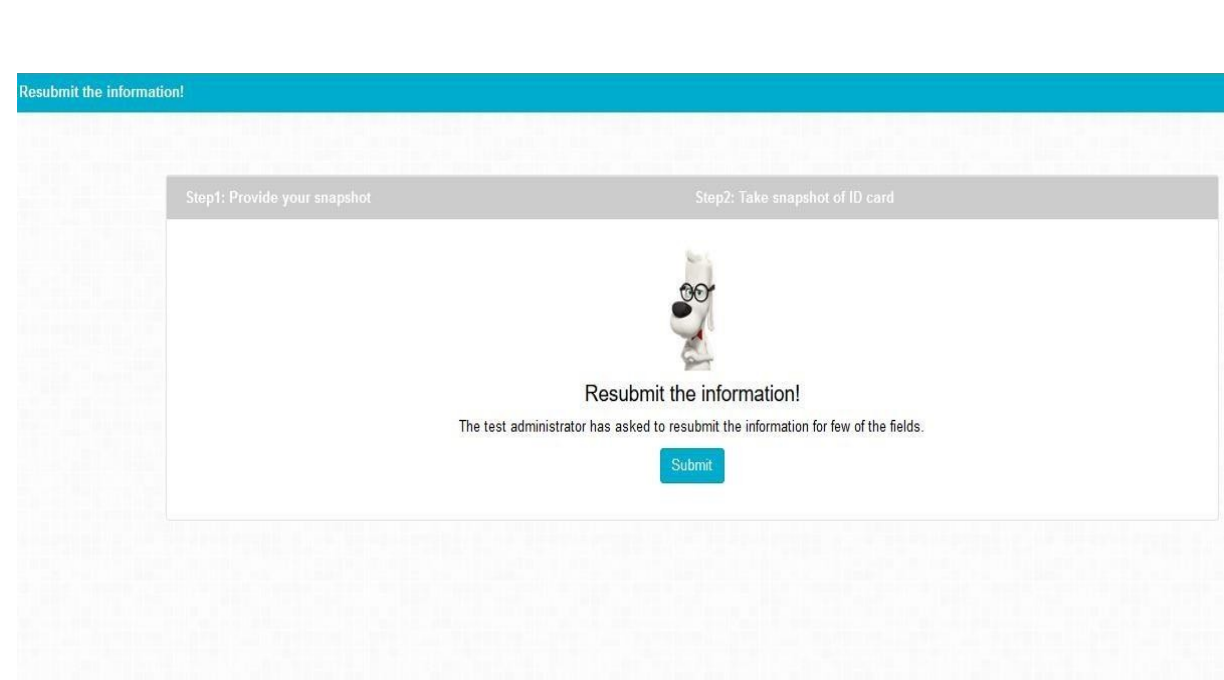 Resubmit the information!
Step1: Provide your snapshot
Step2: Take snapshot of ID card
Resubmit the information!
The test administrator has asked to resubmit the information for few of the fields.
Submit